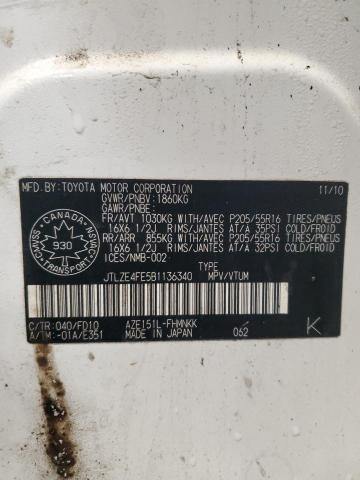 MFD.BY:TOYOTA MOTOR CORPORATION 11/10
GVWR/PNBV:1860KG
GAWR/PNBE:
FR/AVT 1030KG WITH/AVEC P205/55R16 TIRES/PNEUS
16X6 1/2J RIMS/JANTES AT/A 35PSI COLD/FROID
RR/ARR 855KG WITH/AVEC P205/55R16 TIRES/PNEUS
16X6 1/2J RIMS/JANTES AT/A 32PSI COLD/FROID
ICES/NMB-002
CANADA
930
CMVSS
NSVAC
TYPE
JTLZE4FE5B1136340 MPV/VTUM
C/TR:040/FD10 AZE151L-FHMNKK
A/TM:-01A/E351 MADE IN JAPAN 062 K